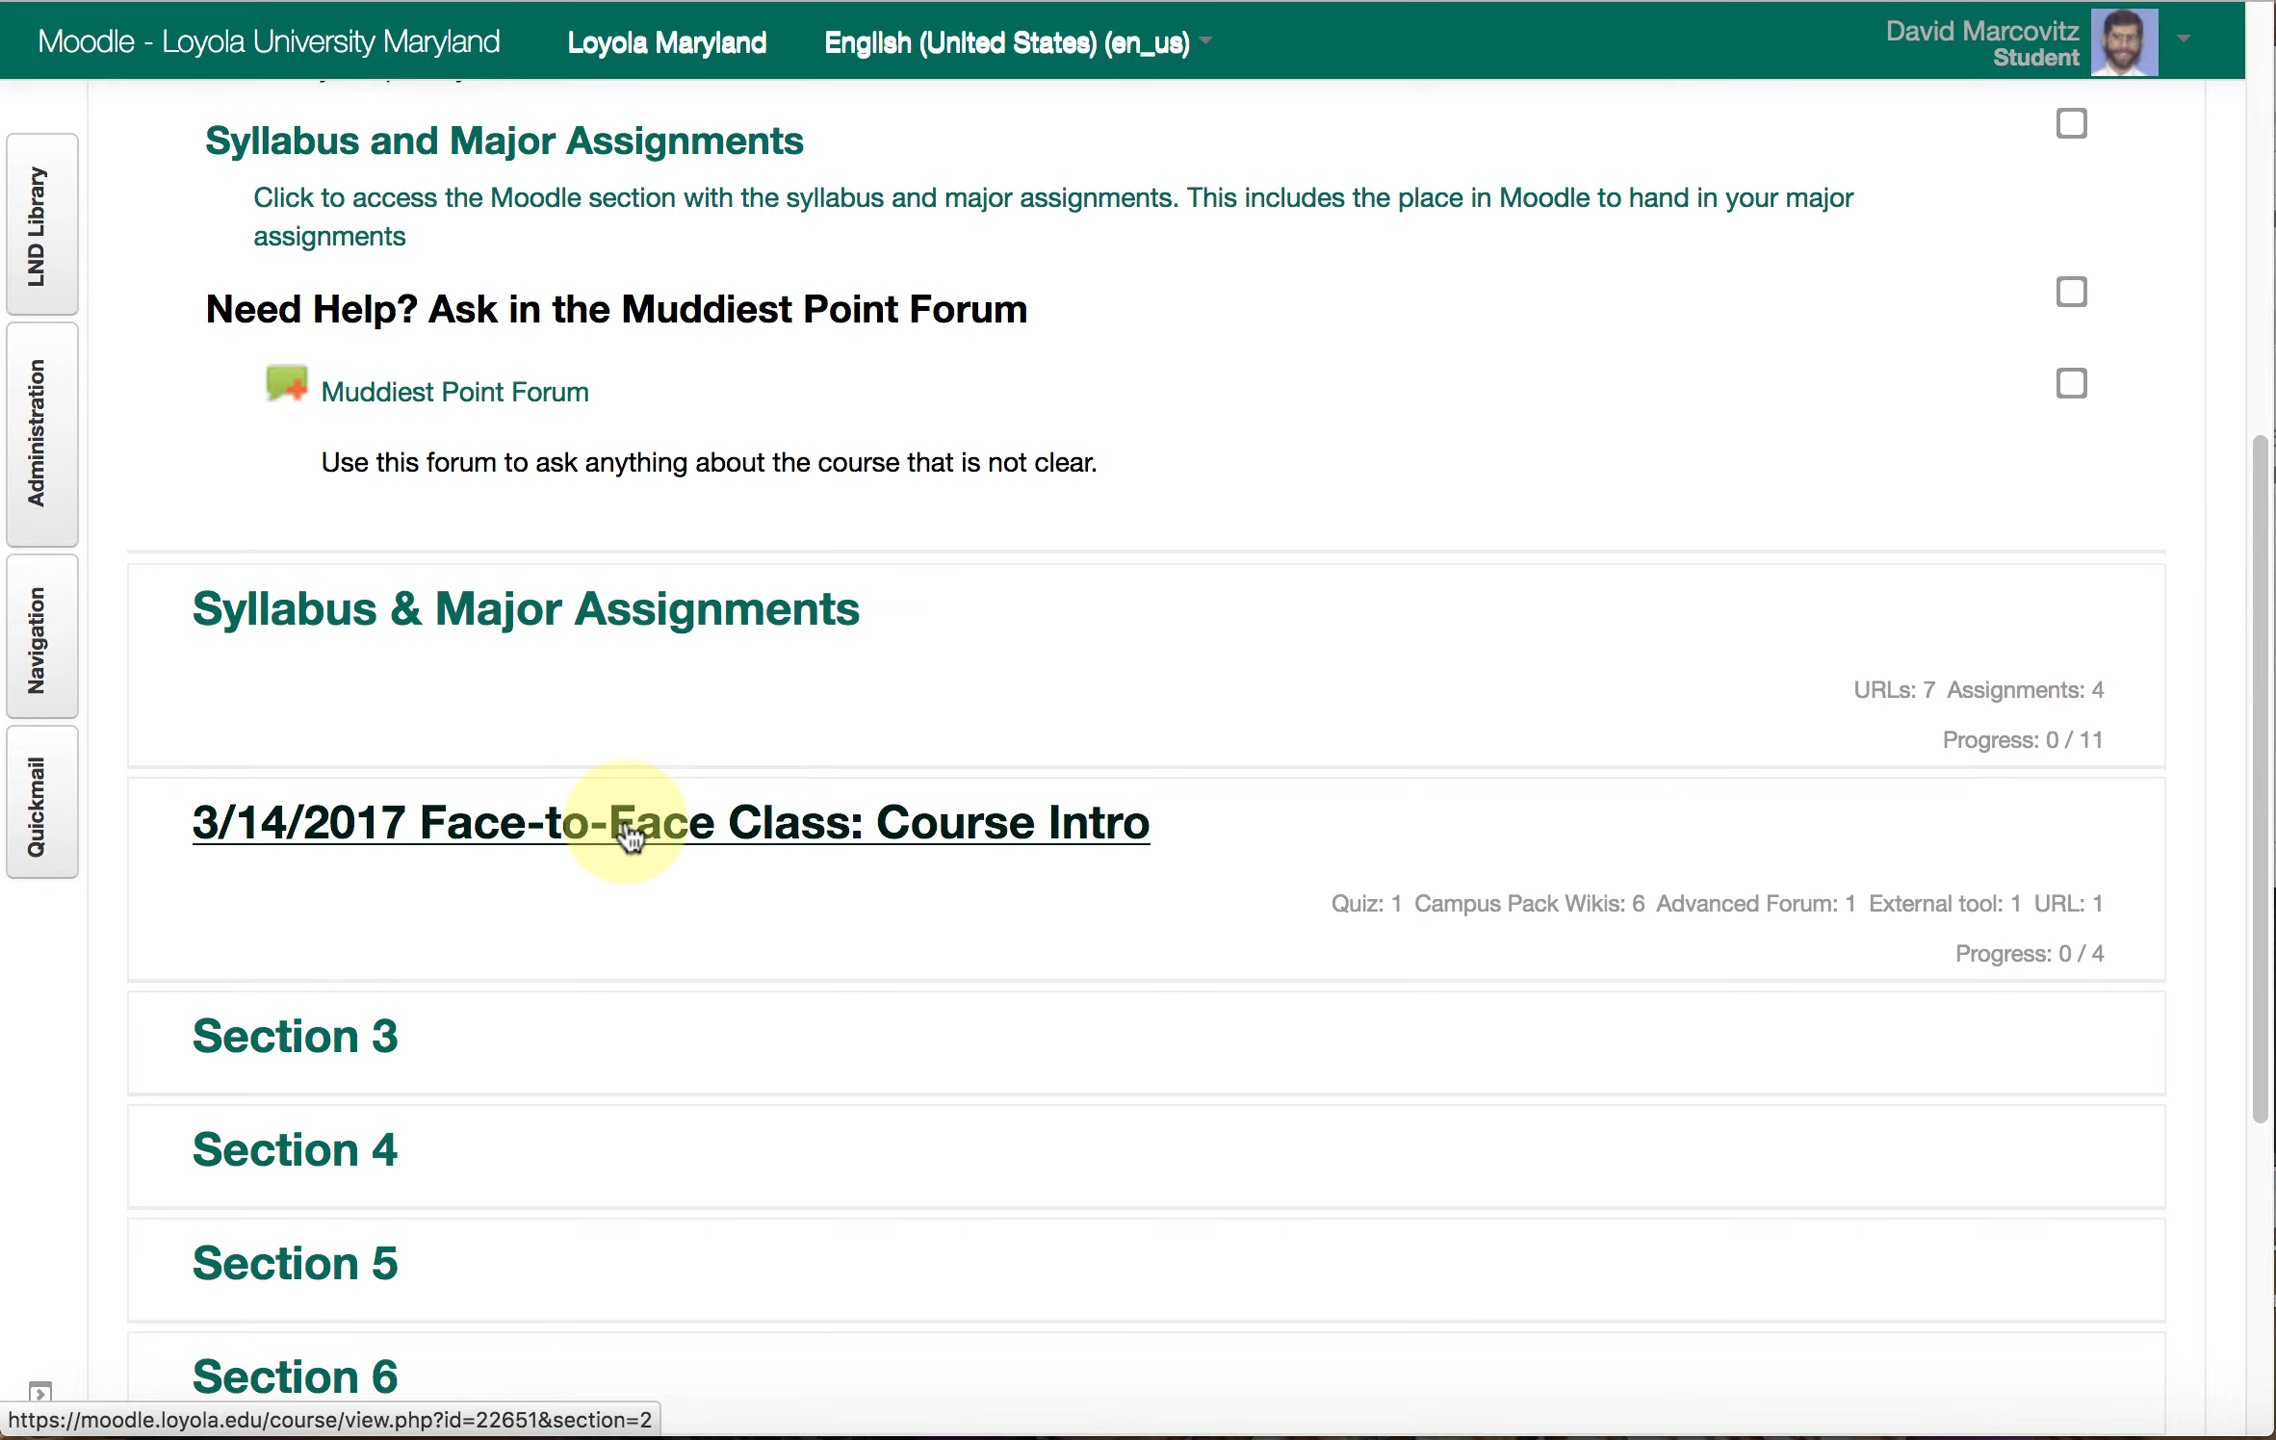 Moodle - Loyola University Maryland Loyola Maryland English (United States) (en_us) David Marcovitz
Student
Syllabus and Major Assignments
Click to access the Moodle section with the syllabus and major assignments. This includes the place in Moodle to hand in your major
assignments
Need Help? Ask in the Muddiest Point Forum
Muddiest Point Forum
Use this forum to ask anything about the course that is not clear.
LND Library
Administration
Navigation
Quickmail
Syllabus & Major Assignments
URLs: 7 Assignments: 4
Progress: 0 / 11
3/14/2017 Face-to-Face Class: Course Intro
Quiz: 1 Campus Pack Wikis: 6 Advanced Forum: 1 External tool: 1 URL: 1
Progress: 0 / 4
Section 3
Section 4
Section 5
Section 6
https://moodle.loyola.edu/course/view.php?id=22651&section=2